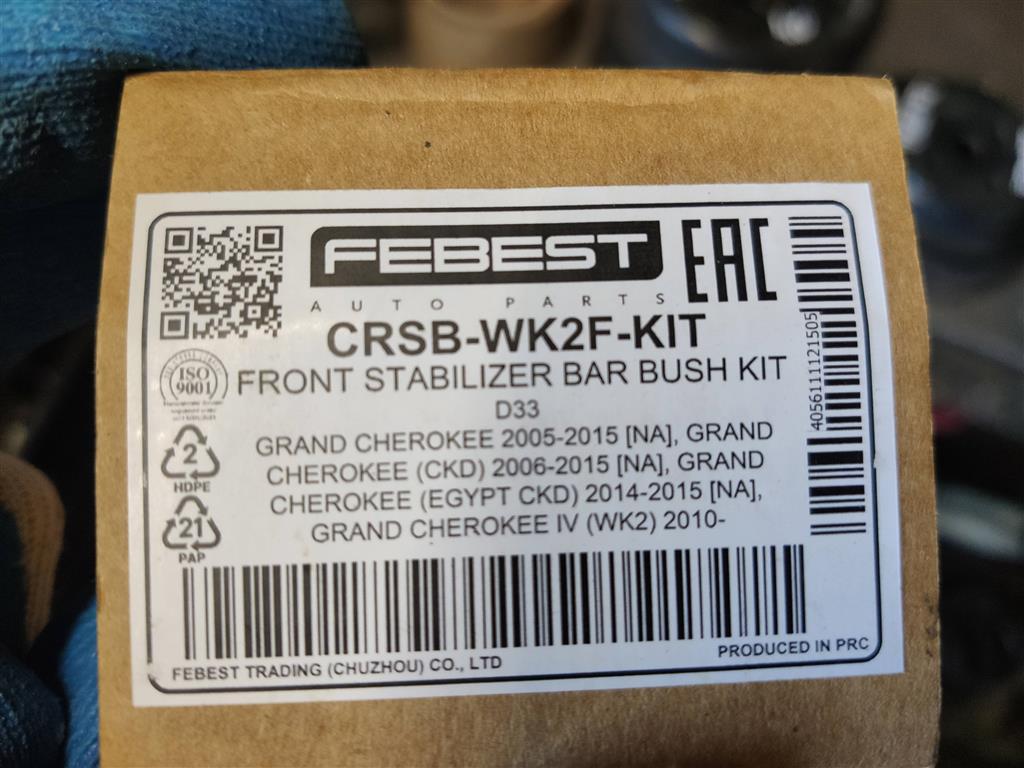 FEBEST
AUTO PARTS
EAC
CRSB-WK2F-KIT
FRONT STABILIZER BAR BUSH KIT
D33
GRAND CHEROKEE 2005-2015 [NA], GRAND
CHEROKEE (CKD) 2006-2015 [NA], GRAND
CHEROKEE (EGYPT CKD) 2014-2015 [NA],
GRAND CHEROKEE IV (WK2) 2010-
ISO
9001
2
HDPE
21
PAP
4056111121505
FEBEST TRADING (CHUZHOU) CO., LTD
PRODUCED IN PRC